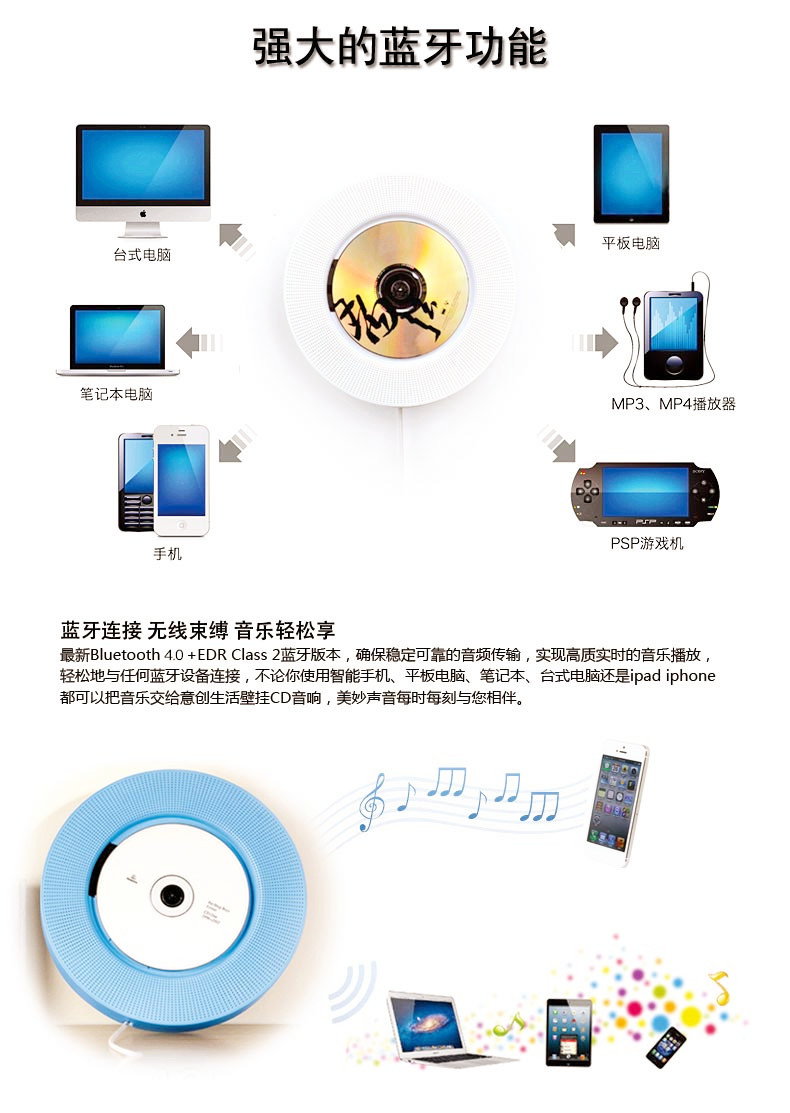 强大的蓝牙功能
台式电脑
平板电脑
笔记本电脑
MP3、MP4播放器
手机
SONY
PSP
PSP游戏机
蓝牙连接 无线束缚 音乐轻松享
最新Bluetooth 4.0 +EDR Class 2蓝牙版本，确保稳定可靠的音频传输，实现高质实时的音乐播放，
轻松地与任何蓝牙设备连接，不论你使用智能手机、平板电脑、笔记本、台式电脑还是ipad iphone
都可以把音乐交给意创生活壁挂CD音响，美妙声音每时每刻与您相伴。